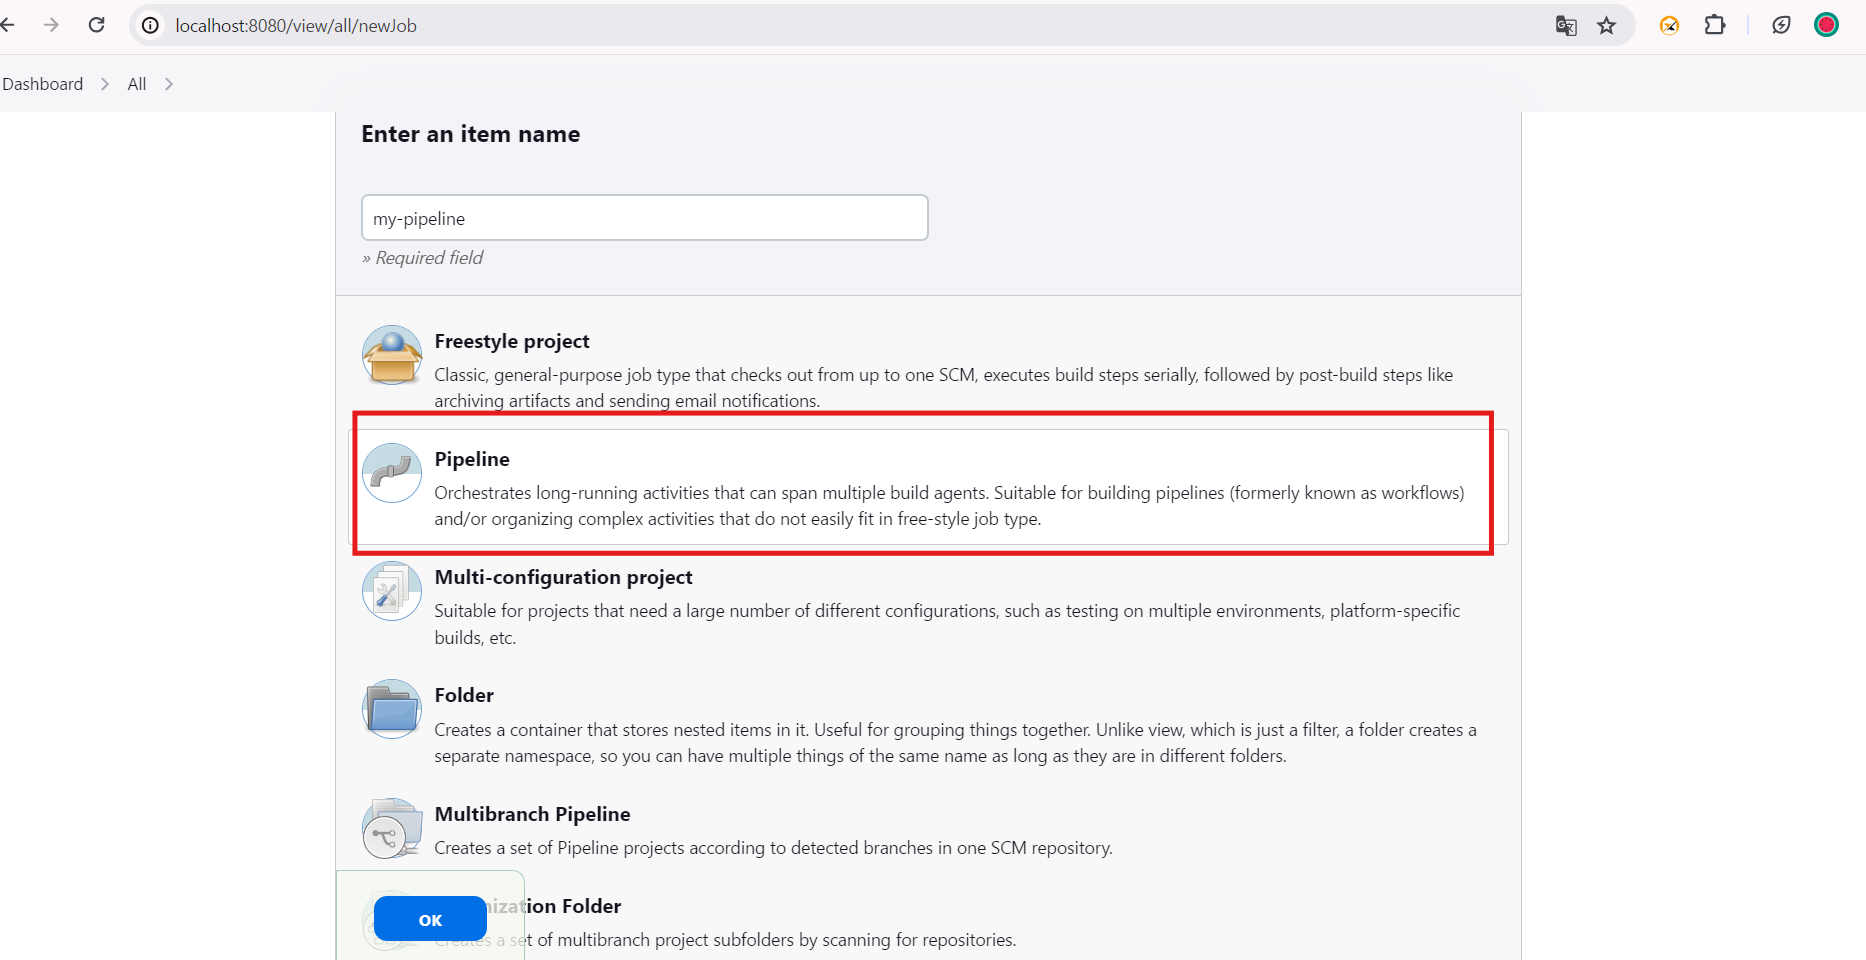 localhost:8080/view/all/newJob
Dashboard > All >
Enter an item name
my-pipeline
» Required field
Freestyle project
Classic, general-purpose job type that checks out from up to one SCM, executes build steps serially, followed by post-build steps like
archiving artifacts and sending email notifications.
Pipeline
Orchestrates long-running activities that can span multiple build agents. Suitable for building pipelines (formerly known as workflows)
and/or organizing complex activities that do not easily fit in free-style job type.
Multi-configuration project
Suitable for projects that need a large number of different configurations, such as testing on multiple environments, platform-specific
builds, etc.
Folder
Creates a container that stores nested items in it. Useful for grouping things together. Unlike view, which is just a filter, a folder creates a
separate namespace, so you can have multiple things of the same name as long as they are in different folders.
Multibranch Pipeline
Creates a set of Pipeline projects according to detected branches in one SCM repository.
Folder
OK
Creates a set of multibranch project subfolders by scanning for repositories.